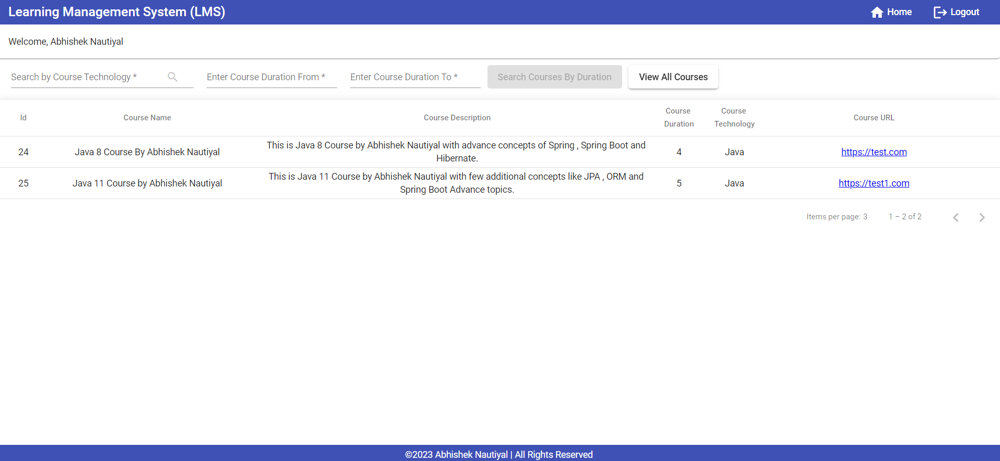 Learning Management System (LMS)
Home
Logout
Welcome, Abhishek Nautiyal
Search by Course Technology *
Enter Course Duration From *
Enter Course Duration To *
Search Courses By Duration
View All Courses
Id
Course Name
Course Description
Course
Duration
Course
Technology
Course URL
24
Java 8 Course By Abhishek Nautiyal
This is Java 8 Course by Abhishek Nautiyal with advance concepts of Spring , Spring Boot and
Hibernate.
4
Java
https://test.com
25
Java 11 Course by Abhishek Nautiyal
This is Java 11 Course by Abhishek Nautiyal with few additional concepts like JPA , ORM and
Spring Boot Advance topics.
5
Java
https://test1.com
Items per page: 3
1 – 2 of 2
©2023 Abhishek Nautiyal | All Rights Reserved